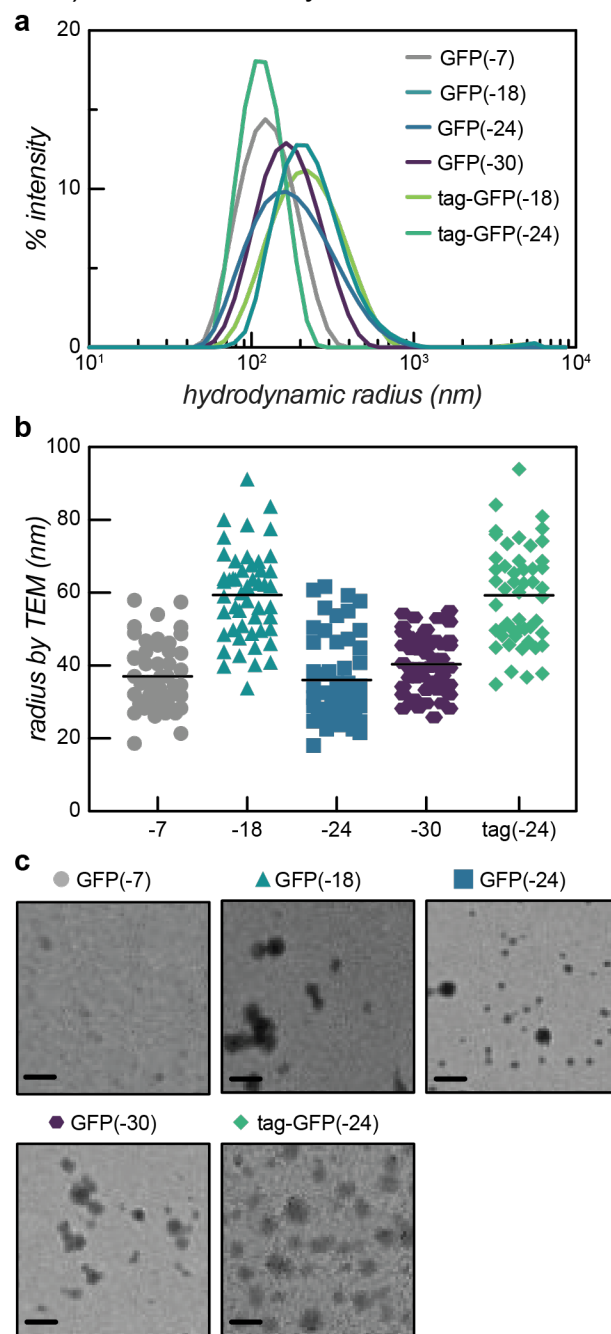 a
20
10
0
% intensity
GFP(-7)
GFP(-18)
GFP(-24)
GFP(-30)
tag-GFP(-18)
tag-GFP(-24)
10¹ 10² 10³ 10⁴
hydrodynamic radius (nm)
b
100
80
60
40
20
0
radius by TEM (nm)
-7 -18 -24 -30 tag(-24)
c
GFP(-7) GFP(-18) GFP(-24)
GFP(-30) tag-GFP(-24)